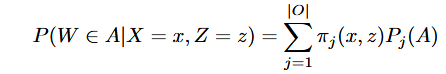 P(W ∈ A|X = x, Z = z) = ∑_{j=1}^{|O|} π_j(x, z)P_j(A)